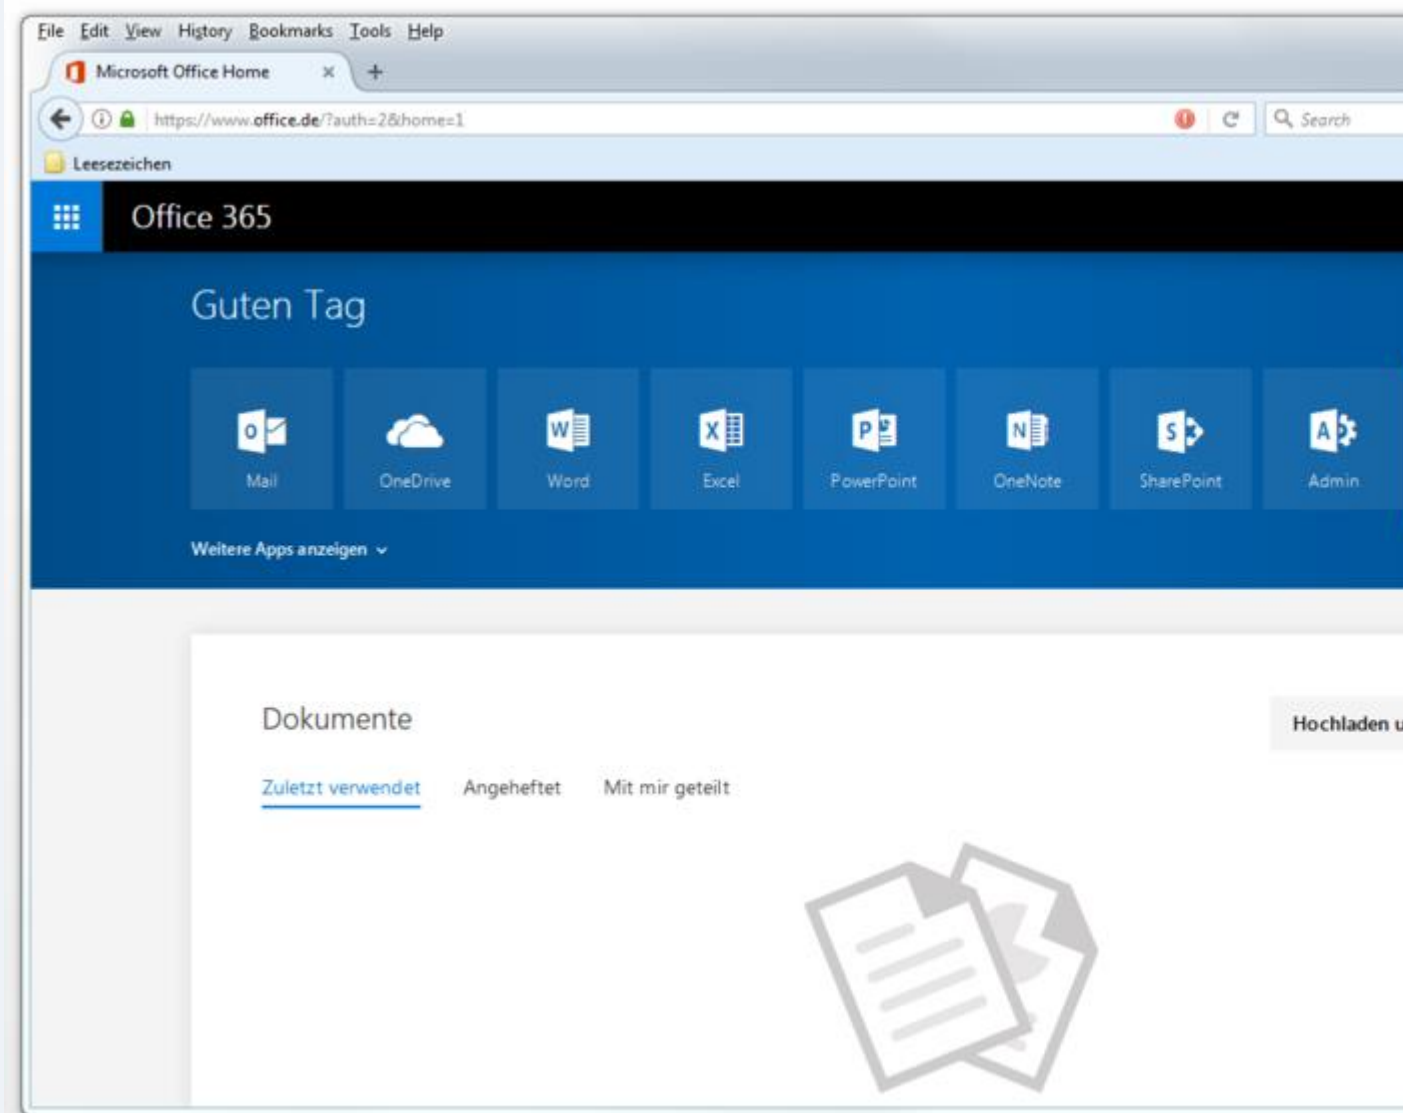 File Edit View History Bookmarks Tools Help
Microsoft Office Home
https://www.office.de/?auth=2&home=1
Search
Leesezeichen
Office 365
Guten Tag
Mail OneDrive Word Excel PowerPoint OneNote SharePoint Admin
Weitere Apps anzeigen
Dokumente
Hochladen u
Zuletzt verwendet Angeheftet Mit mir geteilt